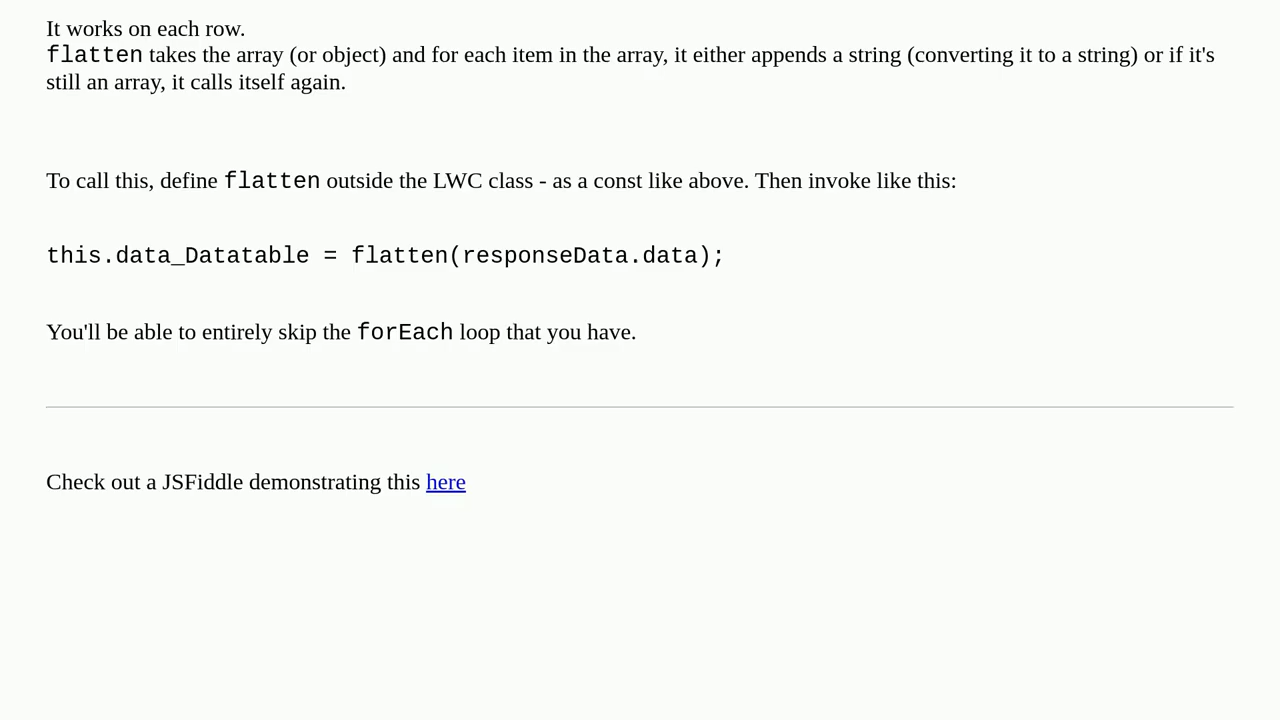 It works on each row.
flatten takes the array (or object) and for each item in the array, it either appends a string (converting it to a string) or if it's
still an array, it calls itself again.
To call this, define flatten outside the LWC class - as a const like above. Then invoke like this:
this.data_Datatable = flatten(responseData.data);
You'll be able to entirely skip the forEach loop that you have.
Check out a JSFiddle demonstrating this here